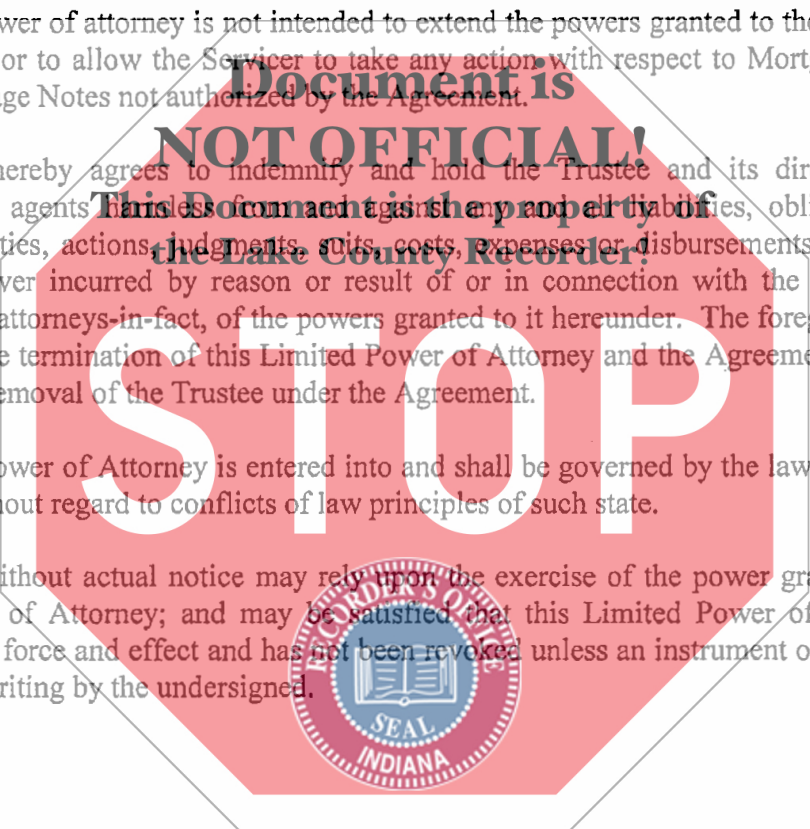 wer of attorney is not intended to extend the powers granted to the
or to allow the Servicer to take any action with respect to Mort
ge Notes not authorized by the Agreement.
Document is
NOT OFFICIAL!
ereby agrees to indemnify and hold the Trustee and its dir
This Document is the property of
agents harmless from and against any and all liabilities, obl
the Lake County Recorder!
ties, actions, judgments, suits, costs, expenses or disbursements
ver incurred by reason or result of or in connection with the
attorneys-in-fact, of the powers granted to it hereunder. The foreg
e termination of this Limited Power of Attorney and the Agreeme
emoval of the Trustee under the Agreement.
STOP
ower of Attorney is entered into and shall be governed by the law
out regard to conflicts of law principles of such state.
ithout actual notice may rely upon the exercise of the power gra
of Attorney; and may be satisfied that this Limited Power of
force and effect and has not been revoked unless an instrument o
riting by the undersigned.
RECORDER'S OFFICE
SEAL
INDIANA